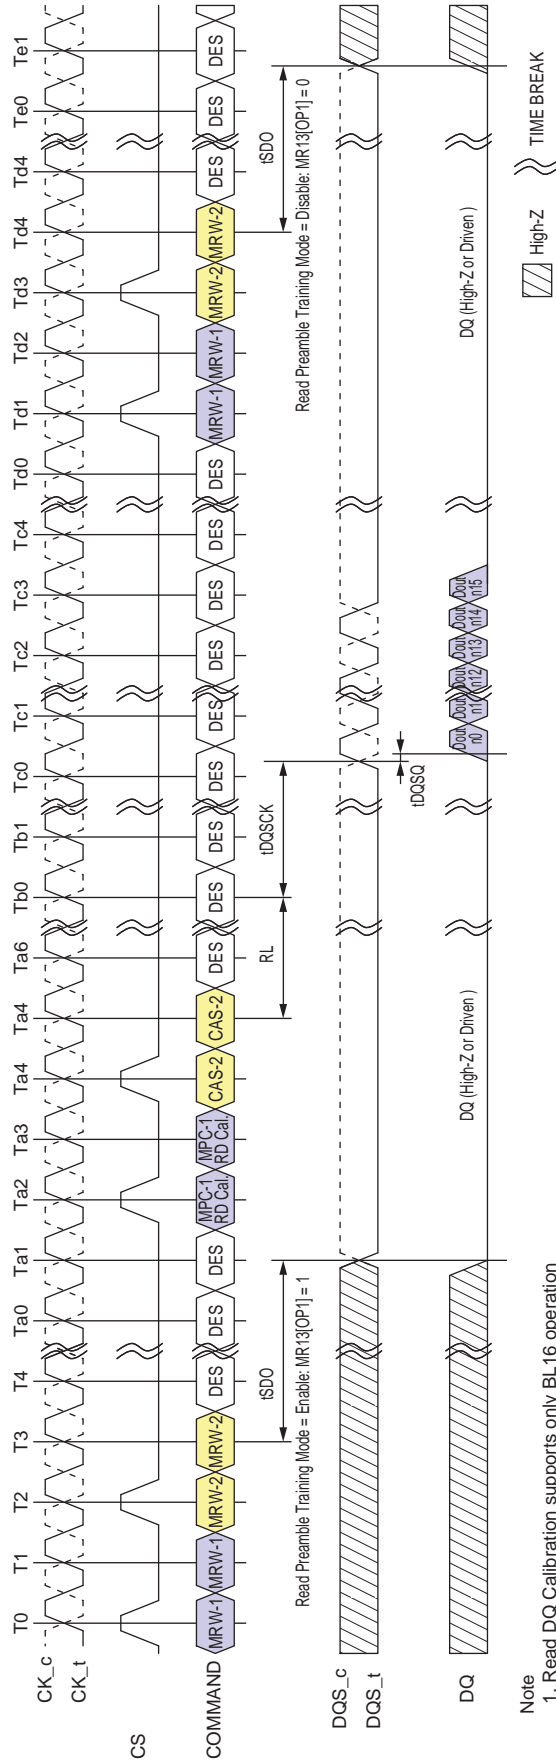 T0 T1 T2 T3 T4 Ta0 Ta1 Ta2 Ta3 Ta4 Ta4 Ta6 Tb0 Tb1 Tc0 Tc1 Tc2 Tc3 Tc4 Td0 Td1 Td2 Td3 Td4 Td4 Te0 Te1
CK_c
CK_t
CS
COMMAND
MRW-1 MRW-1 MRW-2 MRW-2 DES DES DES MPC-1 RD Cal. MPC-1 RD Cal. CAS-2 CAS-2 DES DES DES DES DES DES DES DES DES MRW-1 MRW-1 MRW-2 MRW-2 DES DES DES
tSDO RL tDQSCK tSDO
Read Preamble Training Mode = Enable: MR13[OP1] = 1
Read Preamble Training Mode = Disable: MR13[OP1] = 0
DQS_c
DQS_t
tDQSQ
DQ
DQ (High-Z or Driven )
Dout n0 Dout n1 Dout n12 Dout n13 Dout n14 Dout n15
DQ (High-Z or Driven )
High-Z TIME BREAK
Note
1. Read DQ Calibration supports only BL16 operation